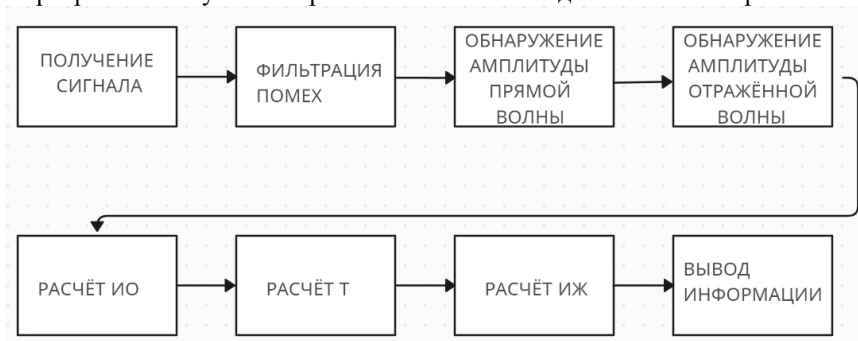 ПОЛУЧЕНИЕ
СИГНАЛА
ФИЛЬТРАЦИЯ
ПОМЕХ
ОБНАРУЖЕНИЕ
АМПЛИТУДЫ
ПРЯМОЙ
ВОЛНЫ
ОБНАРУЖЕНИЕ
АМПЛИТУДЫ
ОТРАЖЁННОЙ
ВОЛНЫ
РАСЧЁТ ИО
РАСЧЁТ Т
РАСЧЁТ ИЖ
ВЫВОД
ИНФОРМАЦИИ